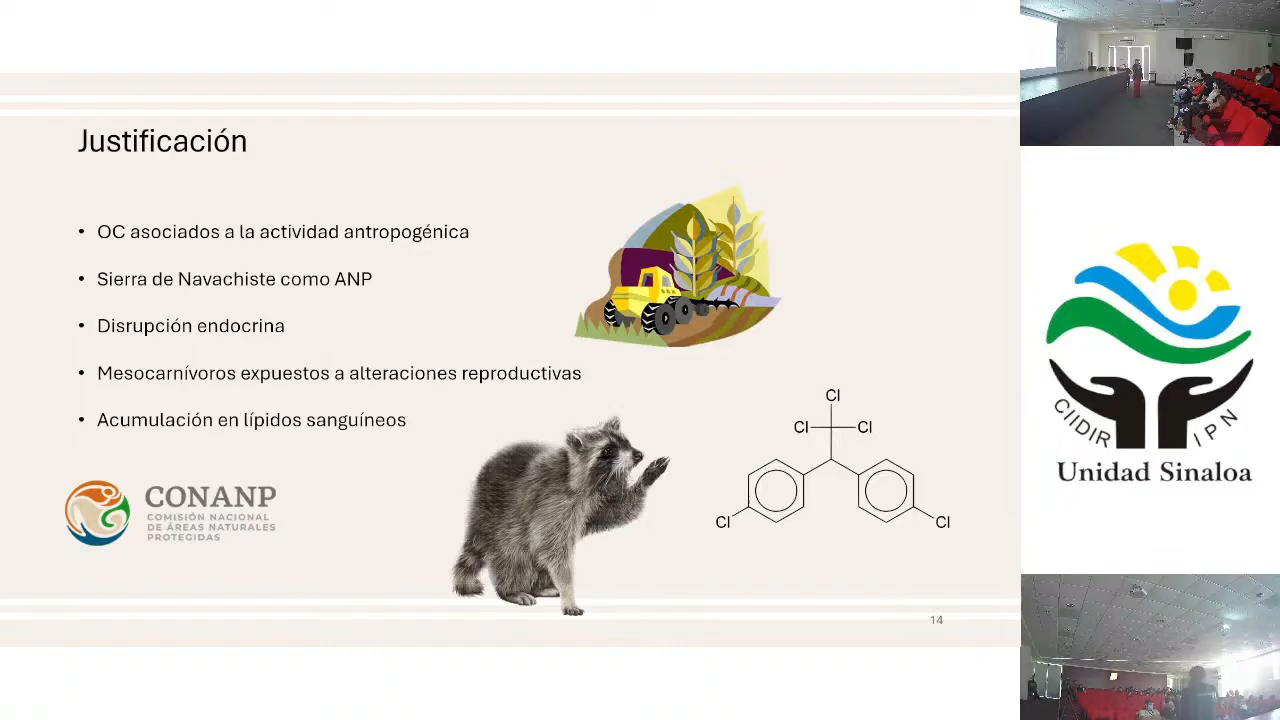 Justificación
• OC asociados a la actividad antropogénica
• Sierra de Navachiste como ANP
• Disrupción endocrina
• Mesocarnívoros expuestos a alteraciones reproductivas
• Acumulación en lípidos sanguíneos
CONANP
COMISIÓN NACIONAL
DE ÁREAS NATURALES
PROTEGIDAS
Cl
Cl
Cl
Cl
Cl
14
CIIDIR IPN
Unidad Sinaloa